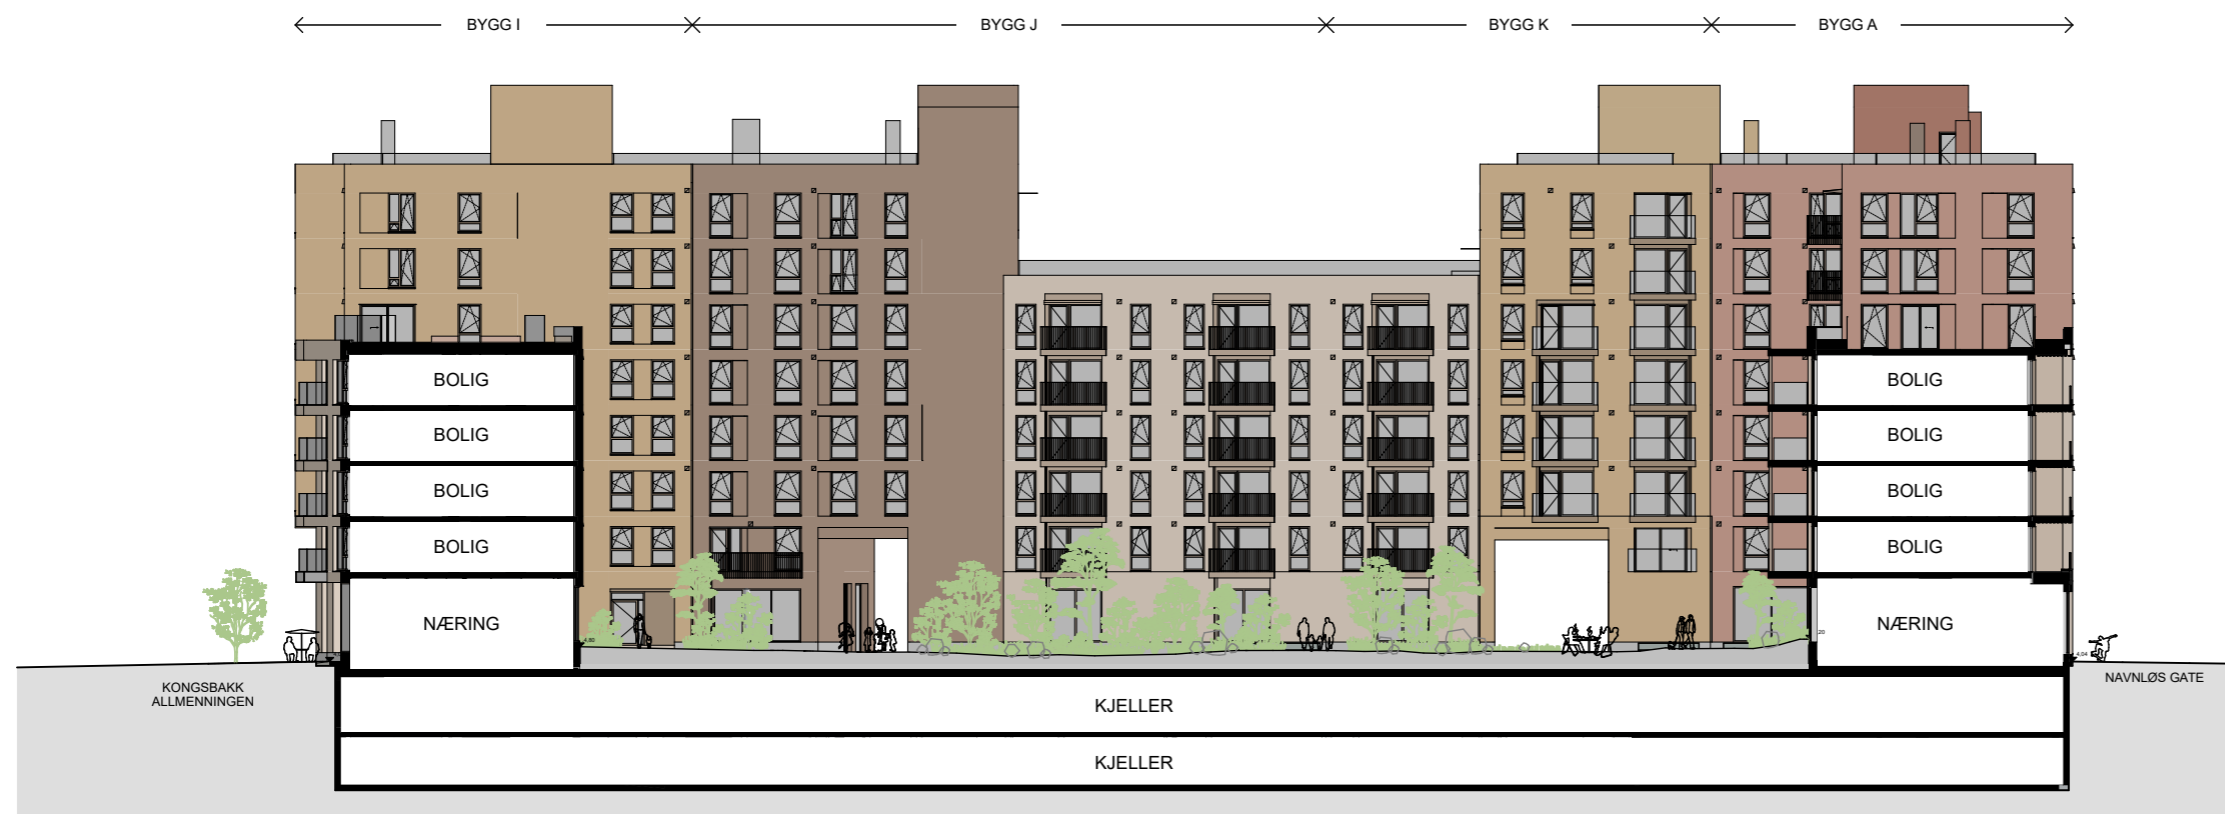 BYGG I
BYGG J
BYGG K
BYGG A
BOLIG
BOLIG
BOLIG
BOLIG
BOLIG
BOLIG
BOLIG
BOLIG
NÆRING
NÆRING
KONGSBAKK
ALLMENNINGEN
NAVNLØS GATE
KJELLER
KJELLER